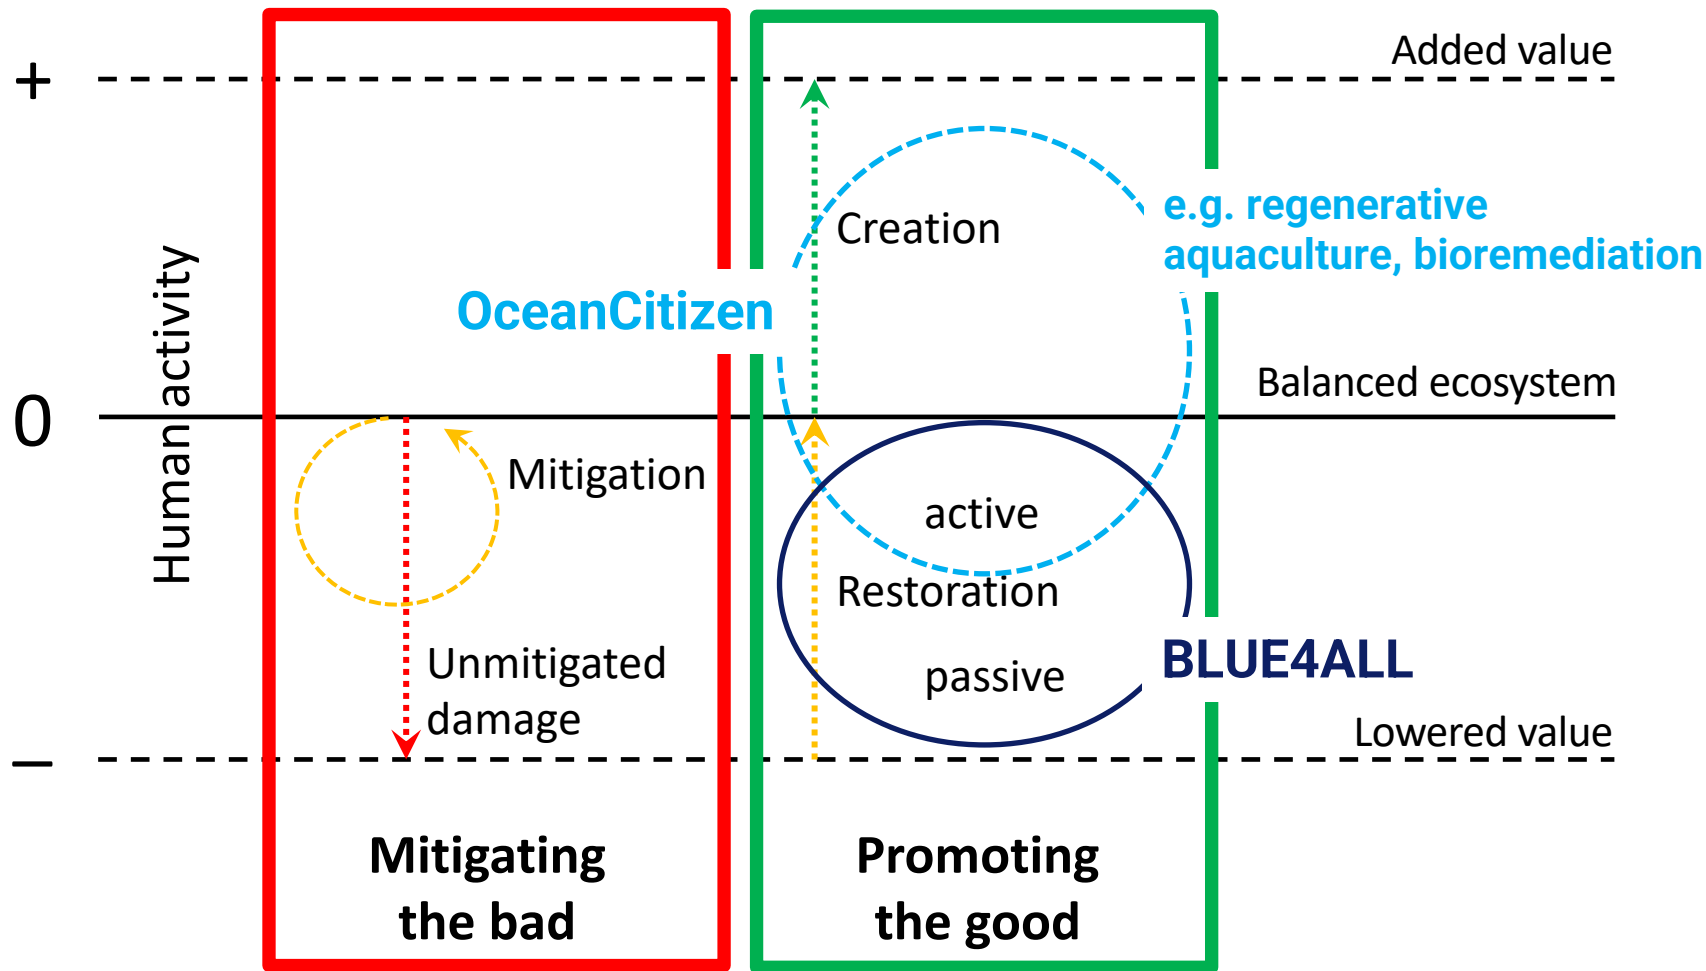 +
Added value
Creation
e.g. regenerative
aquaculture, bioremediation
OceanCitizen
Human activity
Balanced ecosystem
0
Mitigation
active
Restoration
Unmitigated
damage
passive
BLUE4ALL
Lowered value
–
Mitigating
the bad
Promoting
the good